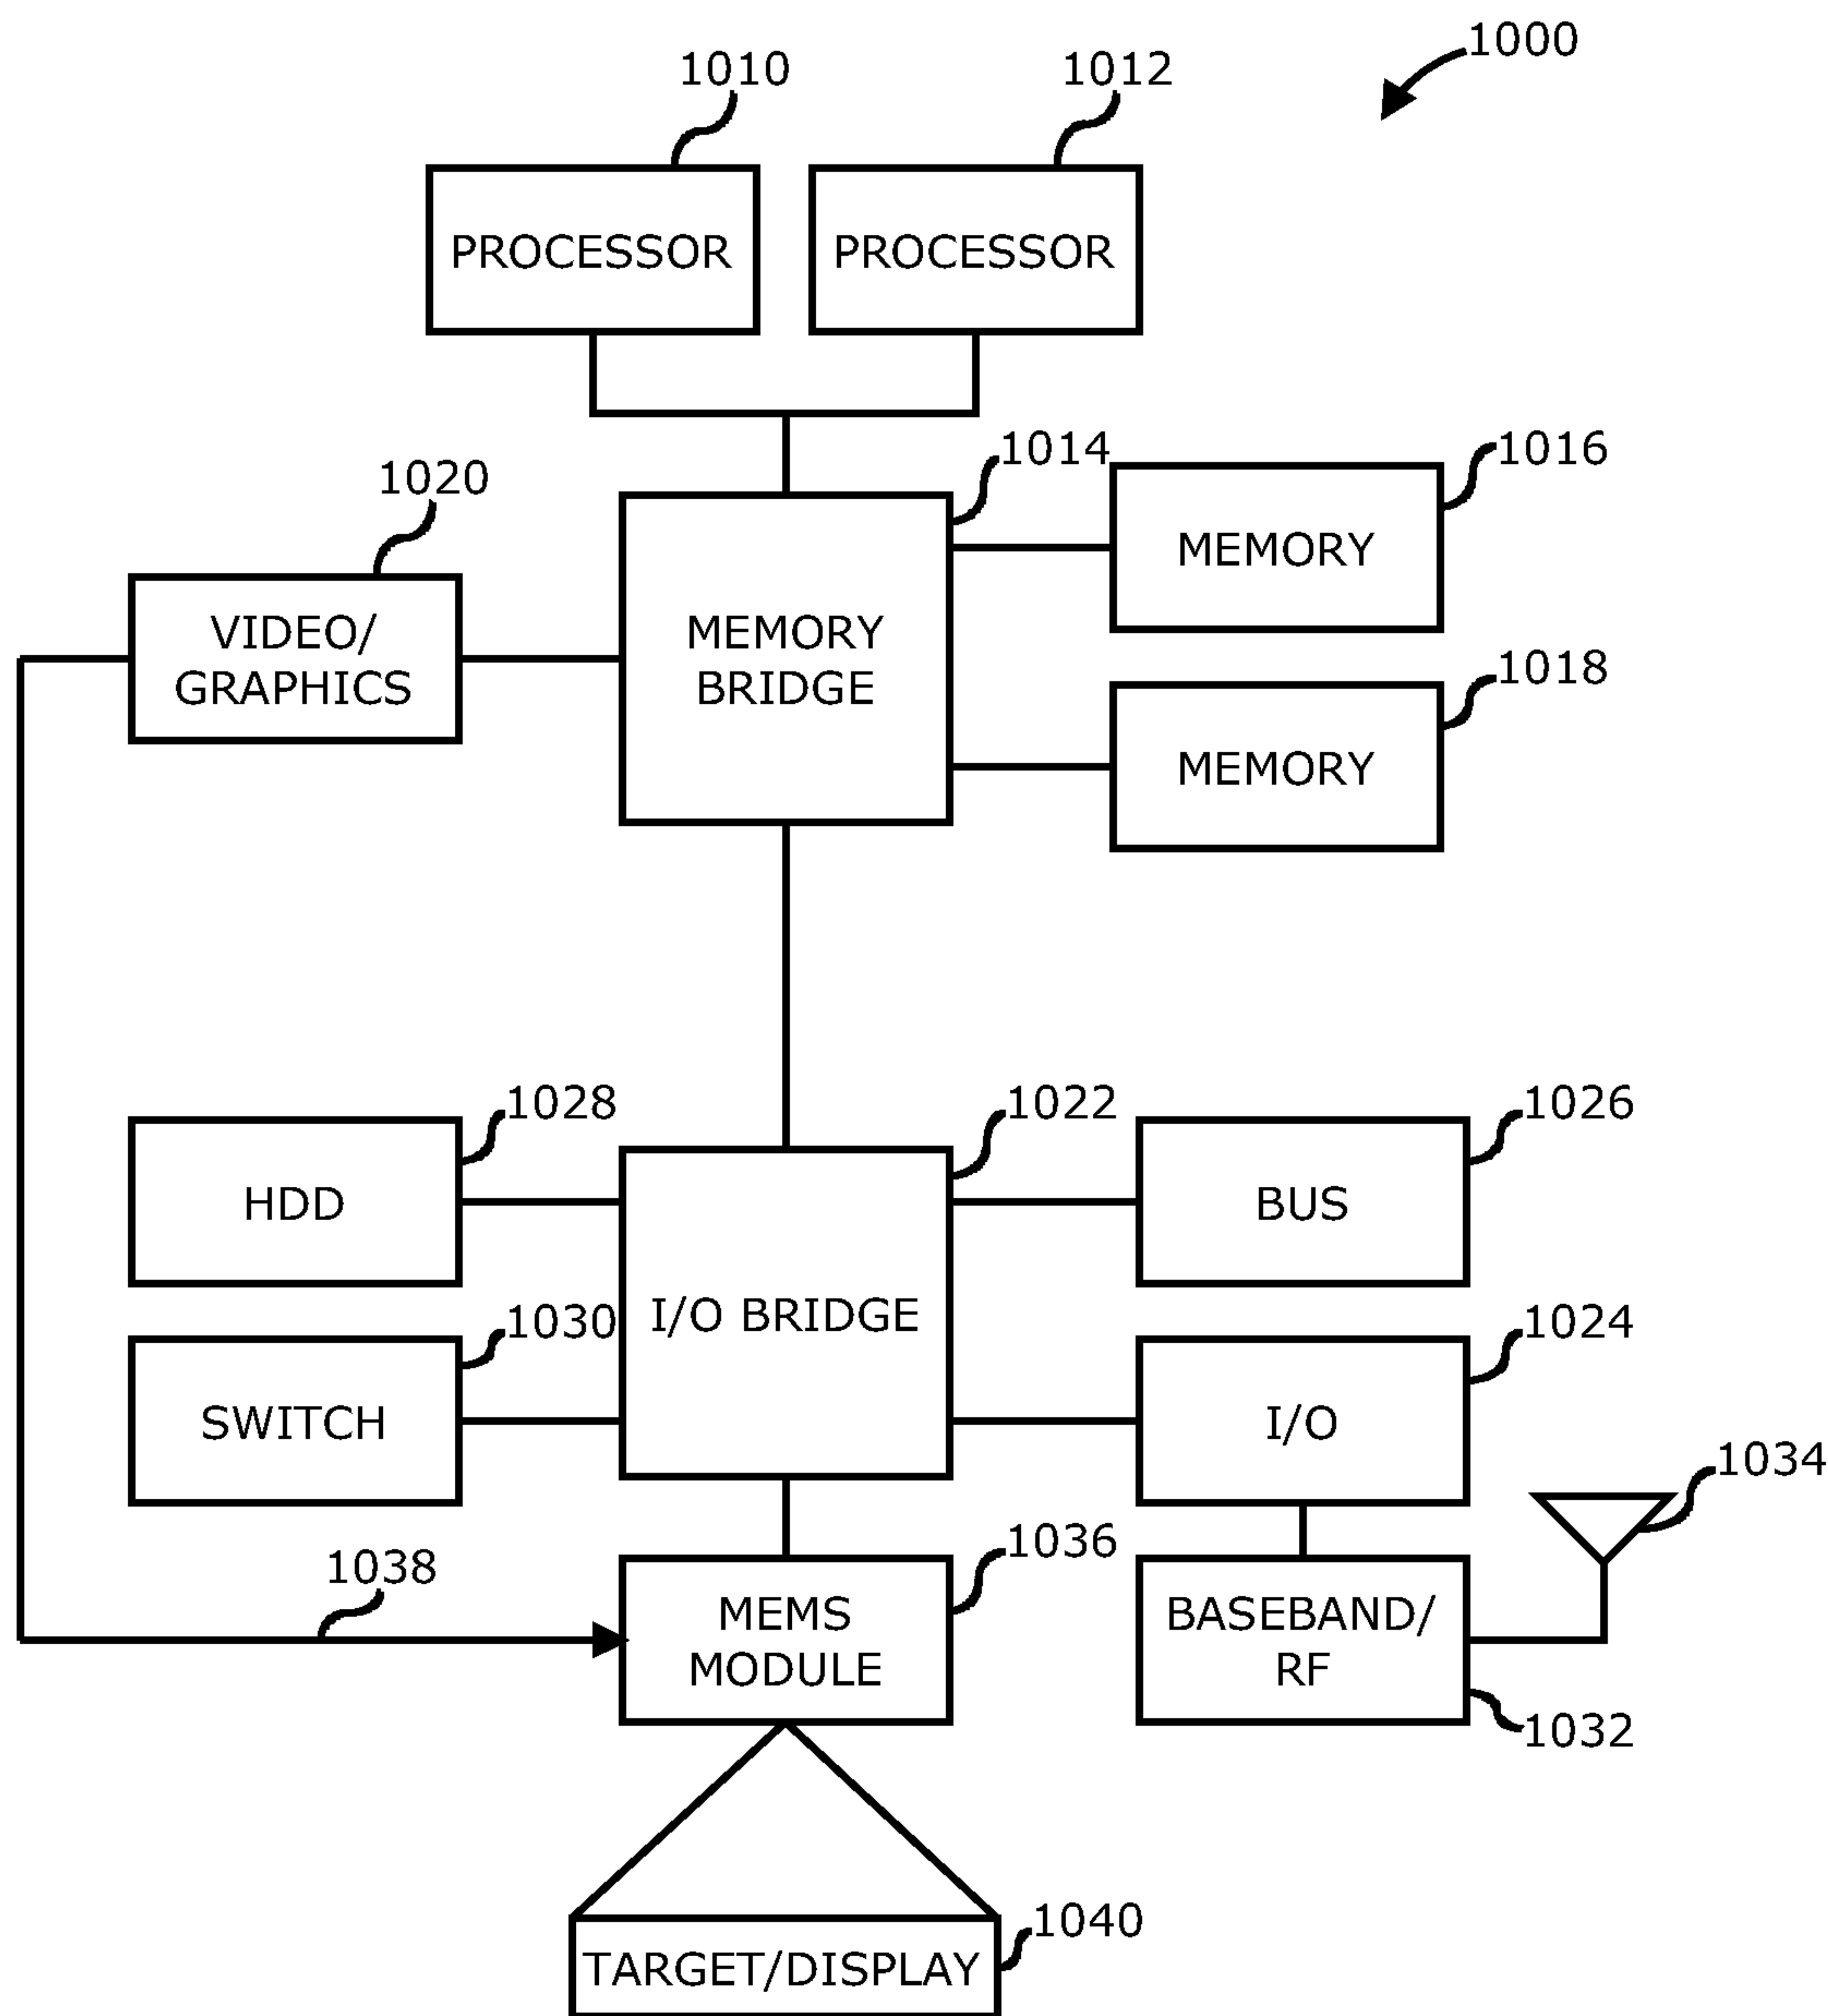 1000
1010
1012
PROCESSOR
PROCESSOR
1014
1016
1020
MEMORY
VIDEO/
GRAPHICS
MEMORY
BRIDGE
1018
MEMORY
1028
1022
1026
HDD
BUS
1030
I/O BRIDGE
1024
SWITCH
I/O
1034
1038
1036
MEMS
MODULE
BASEBAND/
RF
1032
1040
TARGET/DISPLAY